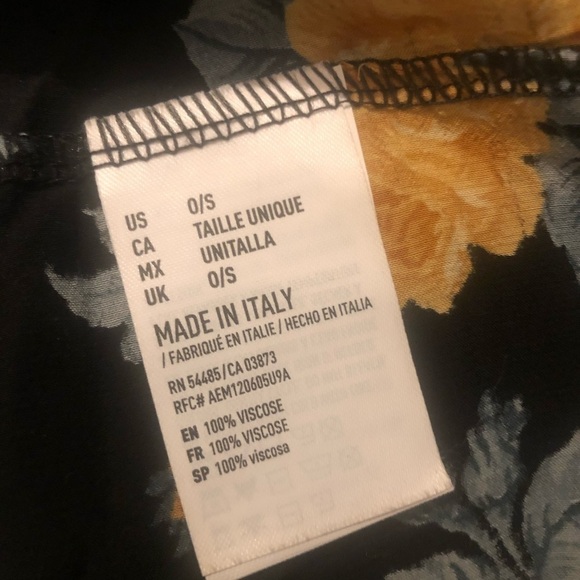 US O/S
CA TAILLE UNIQUE
MX UNITALLA
UK O/S
MADE IN ITALY
/ FABRIQUÉ EN ITALIE / HECHO EN ITALIA
RN 54485 / CA 03873
RFC# AEM120605U9A
EN 100% VISCOSE
FR 100% VISCOSE
SP 100% viscosa